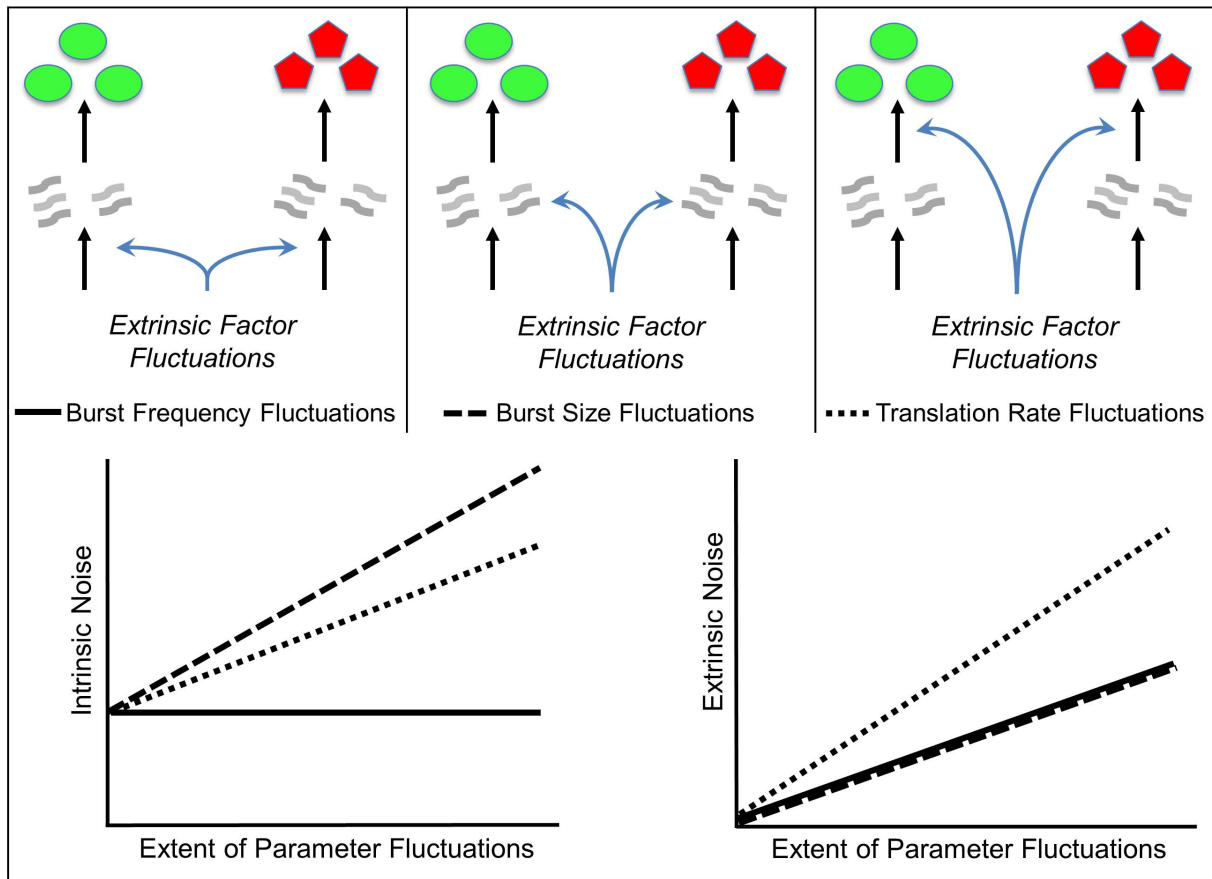 Extrinsic Factor
Fluctuations
Burst Frequency Fluctuations
Extrinsic Factor
Fluctuations
Burst Size Fluctuations
Extrinsic Factor
Fluctuations
Translation Rate Fluctuations
Intrinsic Noise
Extent of Parameter Fluctuations
Extrinsic Noise
Extent of Parameter Fluctuations